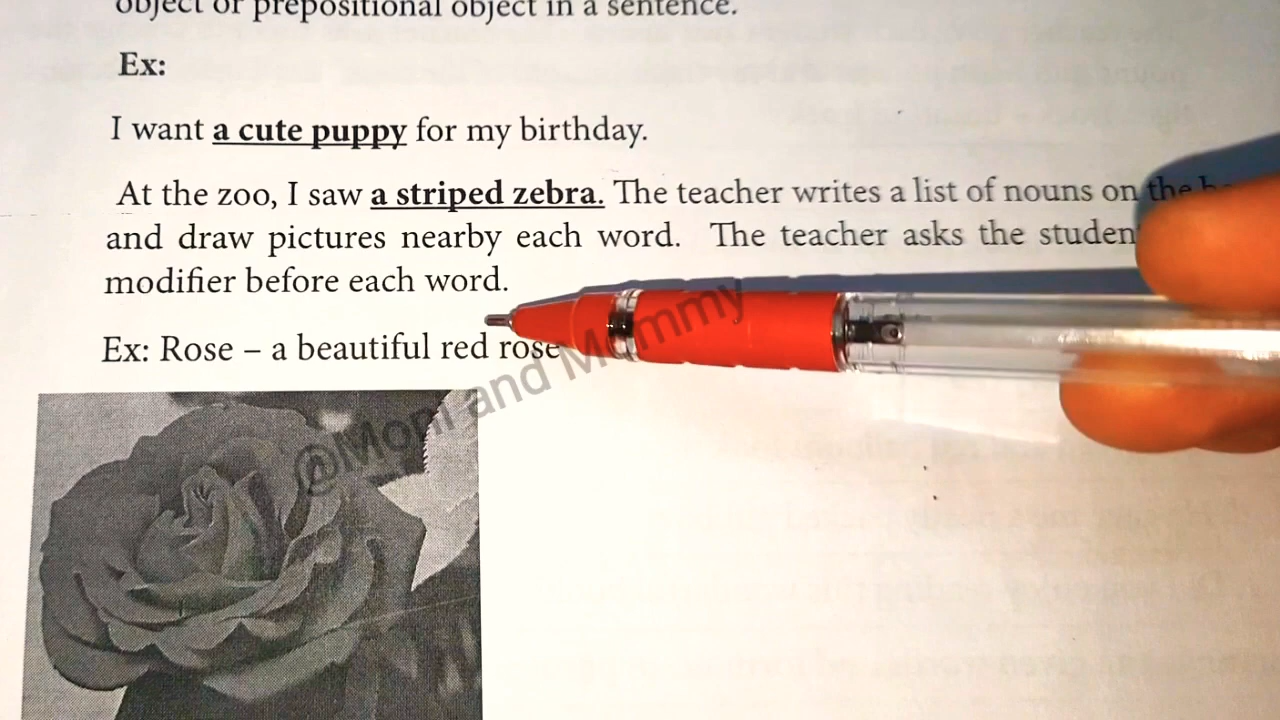 object or prepositional object in a sentence.
Ex:
I want a cute puppy for my birthday.
At the zoo, I saw a striped zebra. The teacher writes a list of nouns on the
and draw pictures nearby each word. The teacher asks the
modifier before each word.
Ex: Rose – a beautiful red rose
@Moni and Mummy